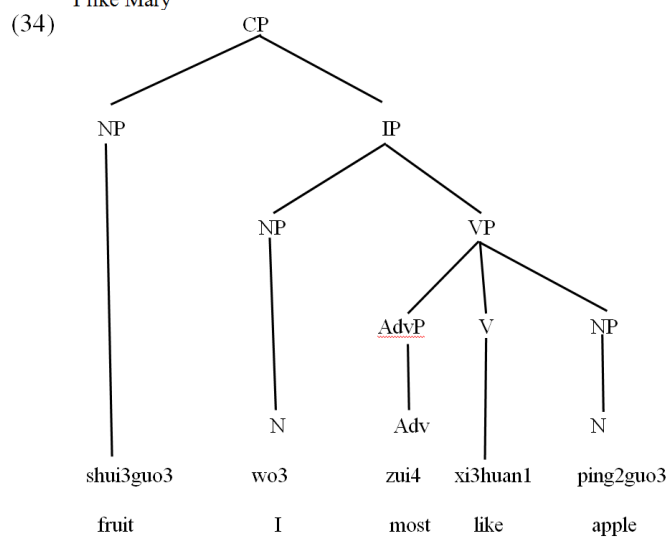 I like Mary
(34)
CP
NP IP
NP VP
AdvP V NP
N Adv N
shui3guo3 wo3 zui4 xi3huan1 ping2guo3
fruit I most like apple